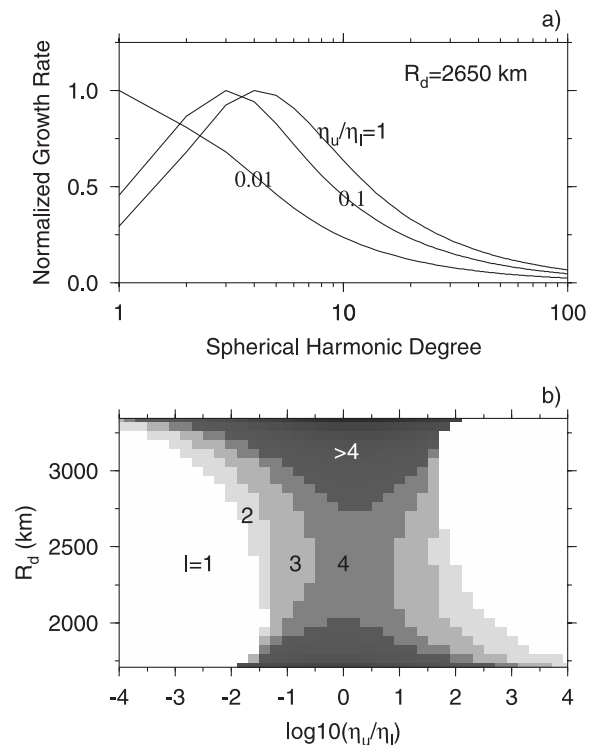 a)
Normalized Growth Rate
1.0
0.5
0.0
R_d=2650 km
η_u/η_l=1
0.01
0.1
1
10
100
Spherical Harmonic Degree
b)
R_d (km)
3000
2500
2000
>4
2
l=1
3
4
-4 -3 -2 -1 0 1 2 3 4
log10(η_u/η_l)